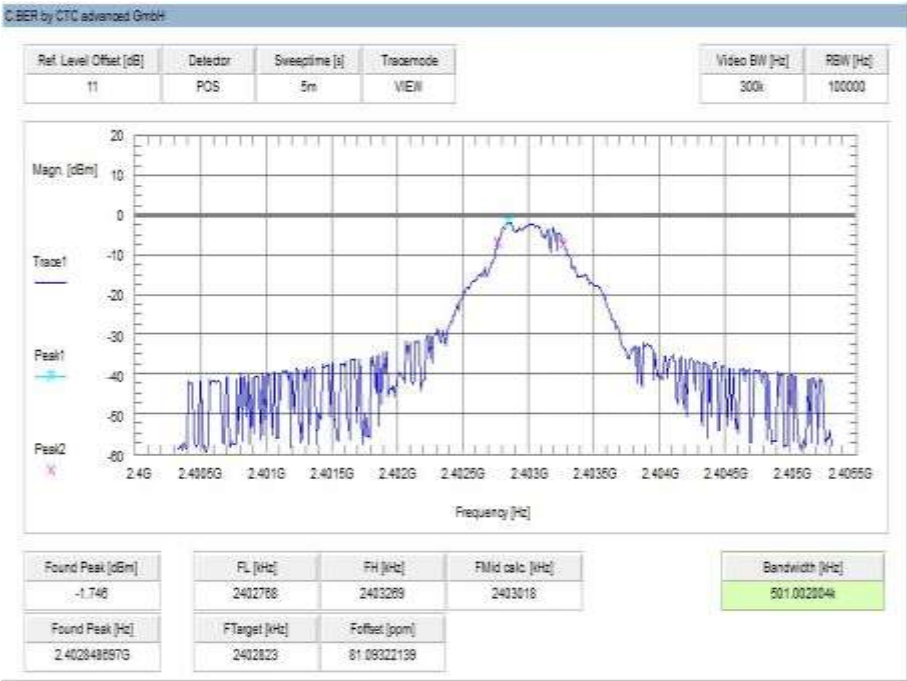 C.BER by CTC advanced GmbH
Ref. Level Offset [dB] Detector Sweeptime [s] Tracemode Video BW [Hz] RBW [Hz]
11 POS 5m VIEW 300k 100000
20
Magn. [dBm] 10
0
Trace1 -10
-20
-30
Peak1
-40
-50
Peak2 -60
2.4G 2.4005G 2.401G 2.4015G 2.402G 2.4025G 2.403G 2.4035G 2.404G 2.4045G 2.405G 2.4055G
Frequency [Hz]
Found Peak [dBm] FL [kHz] FH [kHz] FMid calc. [kHz] Bandwidth [kHz]
-1.746 2402768 2403269 2403018 501.002004k
Found Peak [Hz] FTarget [kHz] Foffset [ppm]
2.402848697G 2402823 81.09322139